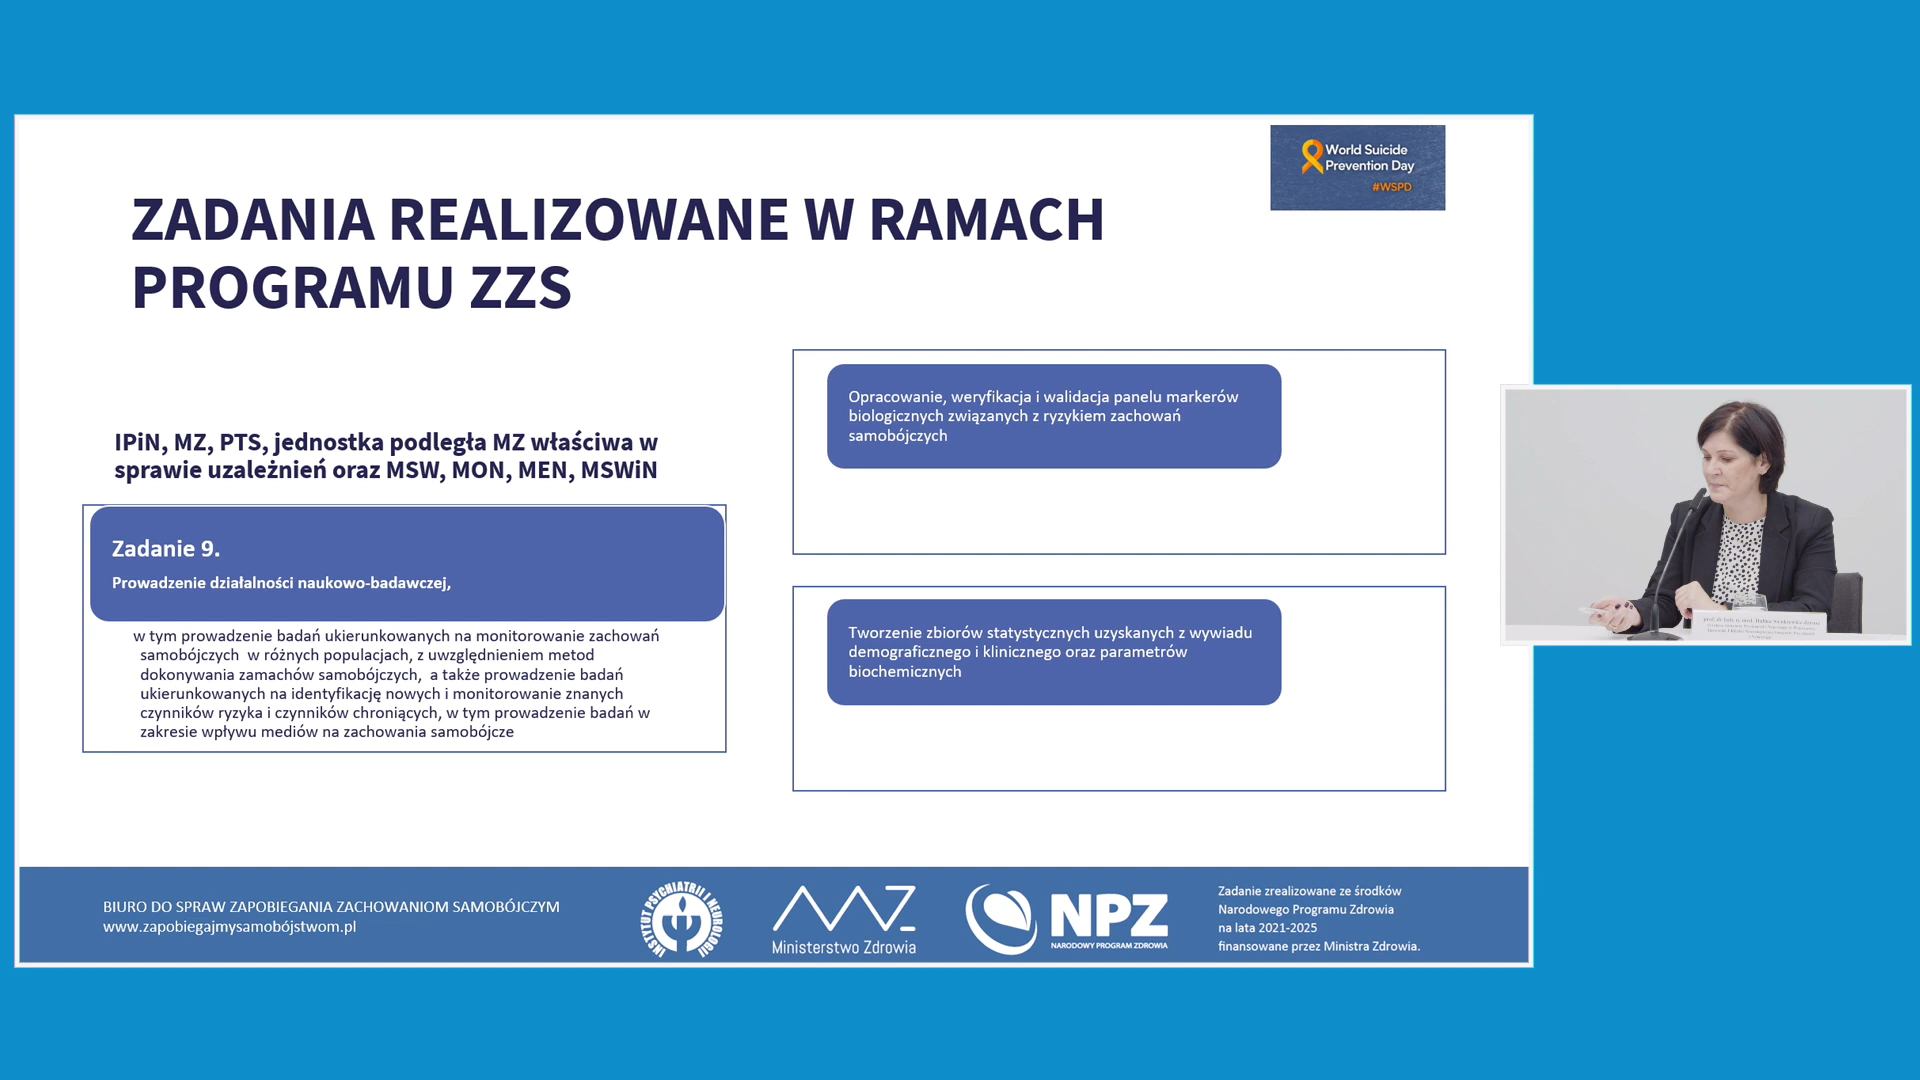 World Suicide
Prevention Day
#WSPD
ZADANIA REALIZOWANE W RAMACH
PROGRAMU ZZS
IPiN, MZ, PTS, jednostka podległa MZ właściwa w
sprawie uzależnień oraz MSW, MON, MEN, MSWiN
Zadanie 9.
Prowadzenie działalności naukowo-badawczej,
w tym prowadzenie badań ukierunkowanych na monitorowanie zachowań
samobójczych w różnych populacjach, z uwzględnieniem metod
dokonywania zamachów samobójczych, a także prowadzenie badań
ukierunkowanych na identyfikację nowych i monitorowanie znanych
czynników ryzyka i czynników chroniących, w tym prowadzenie badań w
zakresie wpływu mediów na zachowania samobójcze
Opracowanie, weryfikacja i walidacja panelu markerów
biologicznych związanych z ryzykiem zachowań
samobójczych
Tworzenie zbiorów statystycznych uzyskanych z wywiadu
demograficznego i klinicznego oraz parametrów
biochemicznych
BIURO DO SPRAW ZAPOBIEGANIA ZACHOWANIOM SAMOBÓJCZYM
www.zapobiegajmysamobójstwom.pl
INSTYTUT PSYCHIATRII I NEUROLOGII
MZ
Ministerstwo Zdrowia
NPZ
NARODOWY PROGRAM ZDROWIA
Zadanie zrealizowane ze środków
Narodowego Programu Zdrowia
na lata 2021-2025
finansowane przez Ministra Zdrowia.